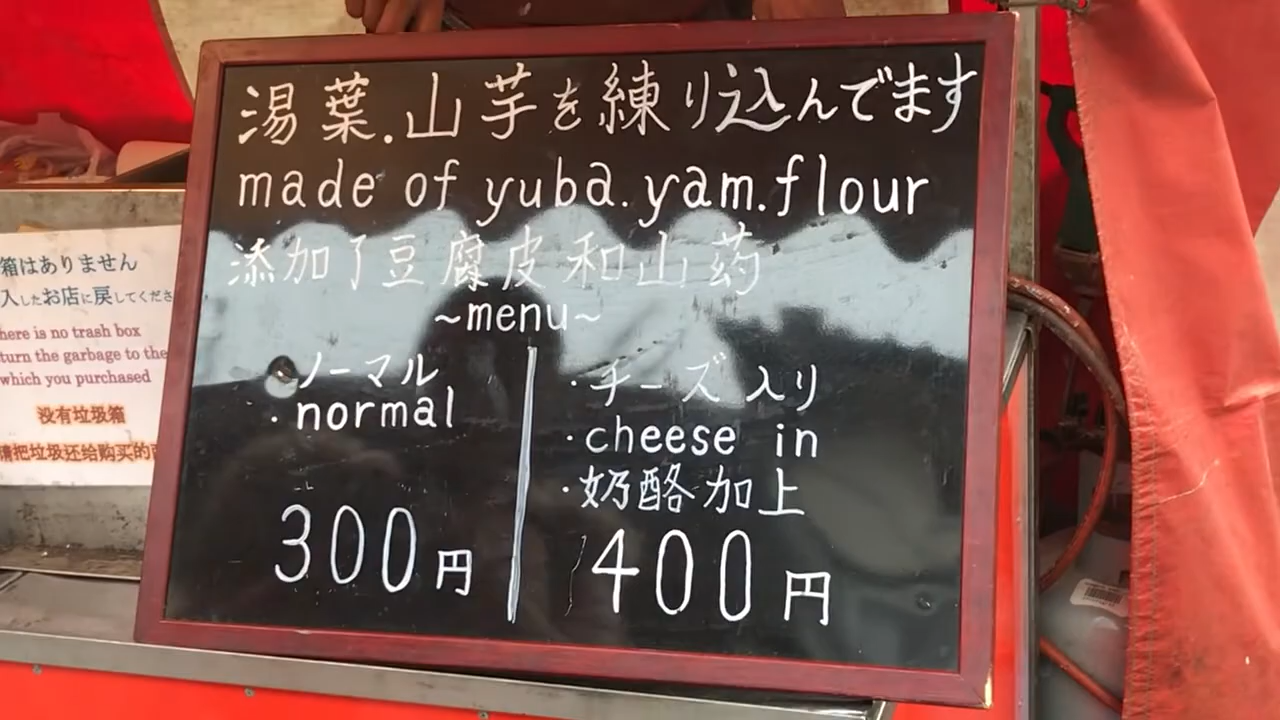 湯葉.山芋を練り込んでます
made of yuba.yam.flour
添加了豆腐皮和山药
~menu~
・ノーマル
・normal
300円
・チーズ入り
・cheese in
・奶酪加上
400円
箱はありません
入したお店に戻してくださ
here is no trash box
turn the garbage to the
which you purchased
没有垃圾箱
请把垃圾还给购买的